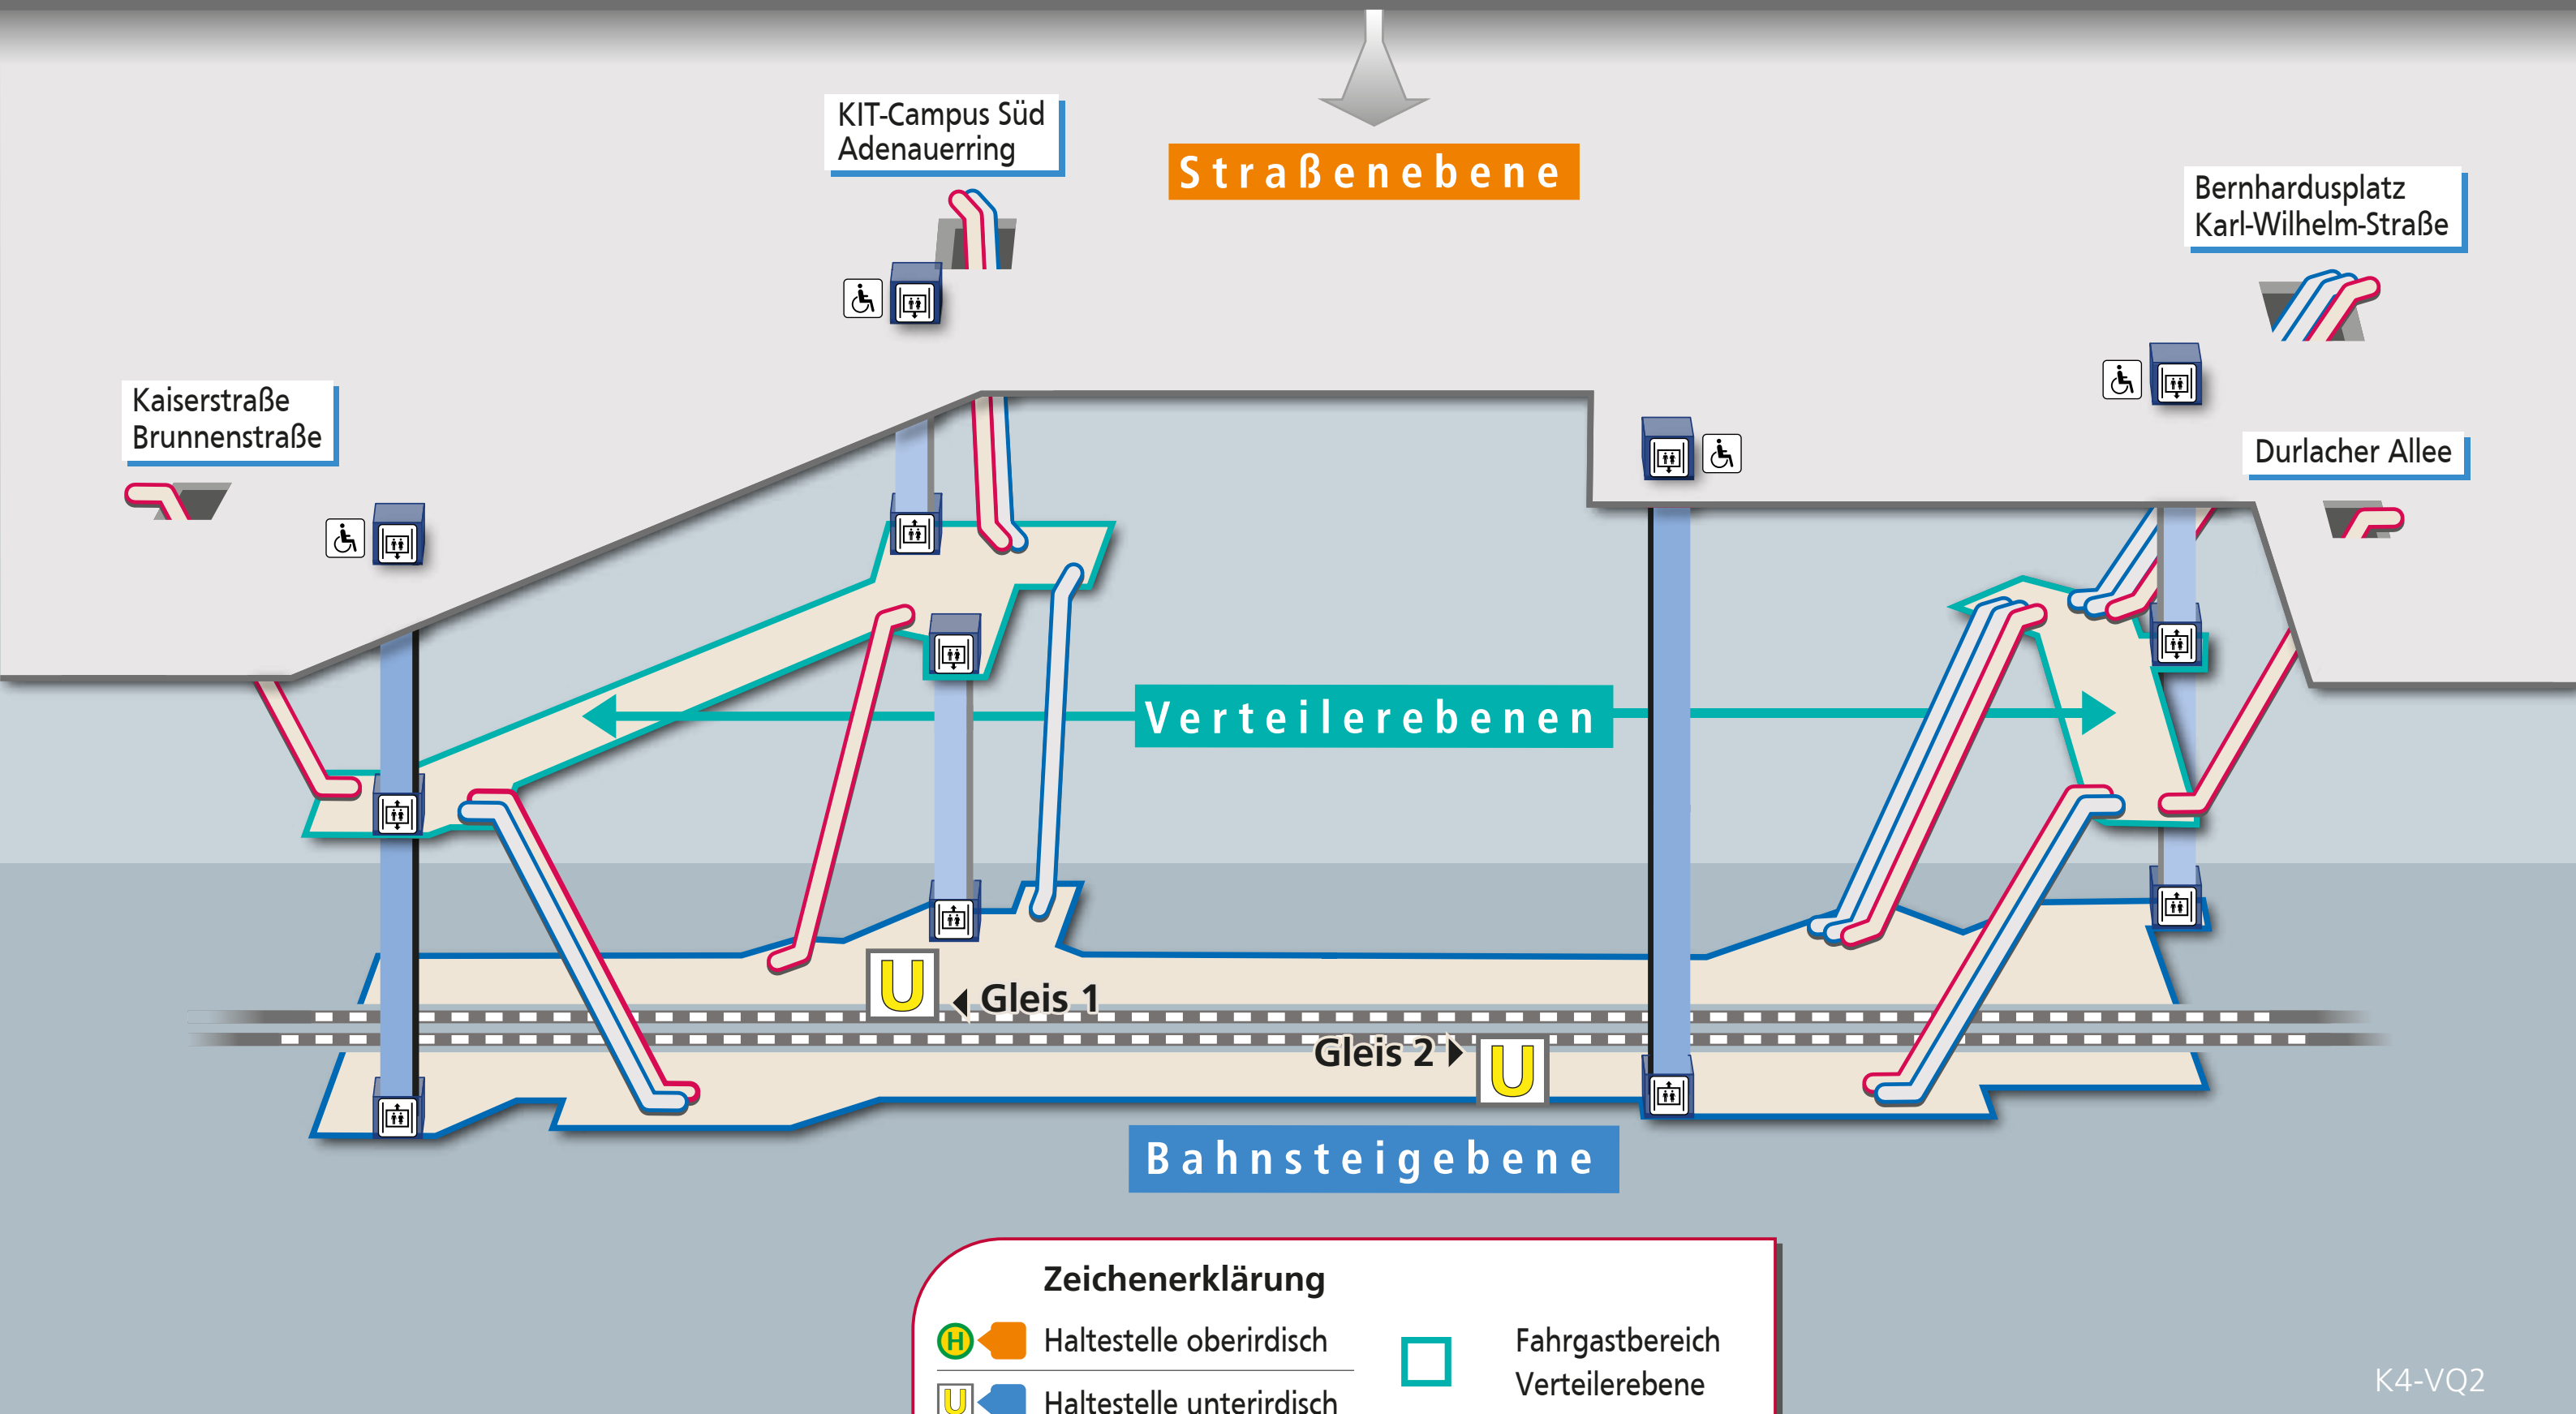 KIT-Campus Süd
Adenauerring
Straßenebene
Bernhardusplatz
Karl-Wilhelm-Straße
Kaiserstraße
Brunnenstraße
Durlacher Allee
Verteilerebenen
U
Gleis 1
Gleis 2
U
Bahnsteigebene
Zeichenerklärung
H
Haltestelle oberirdisch
Fahrgastbereich
Verteilerebene
U
Haltestelle unterirdisch
K4-VQ2